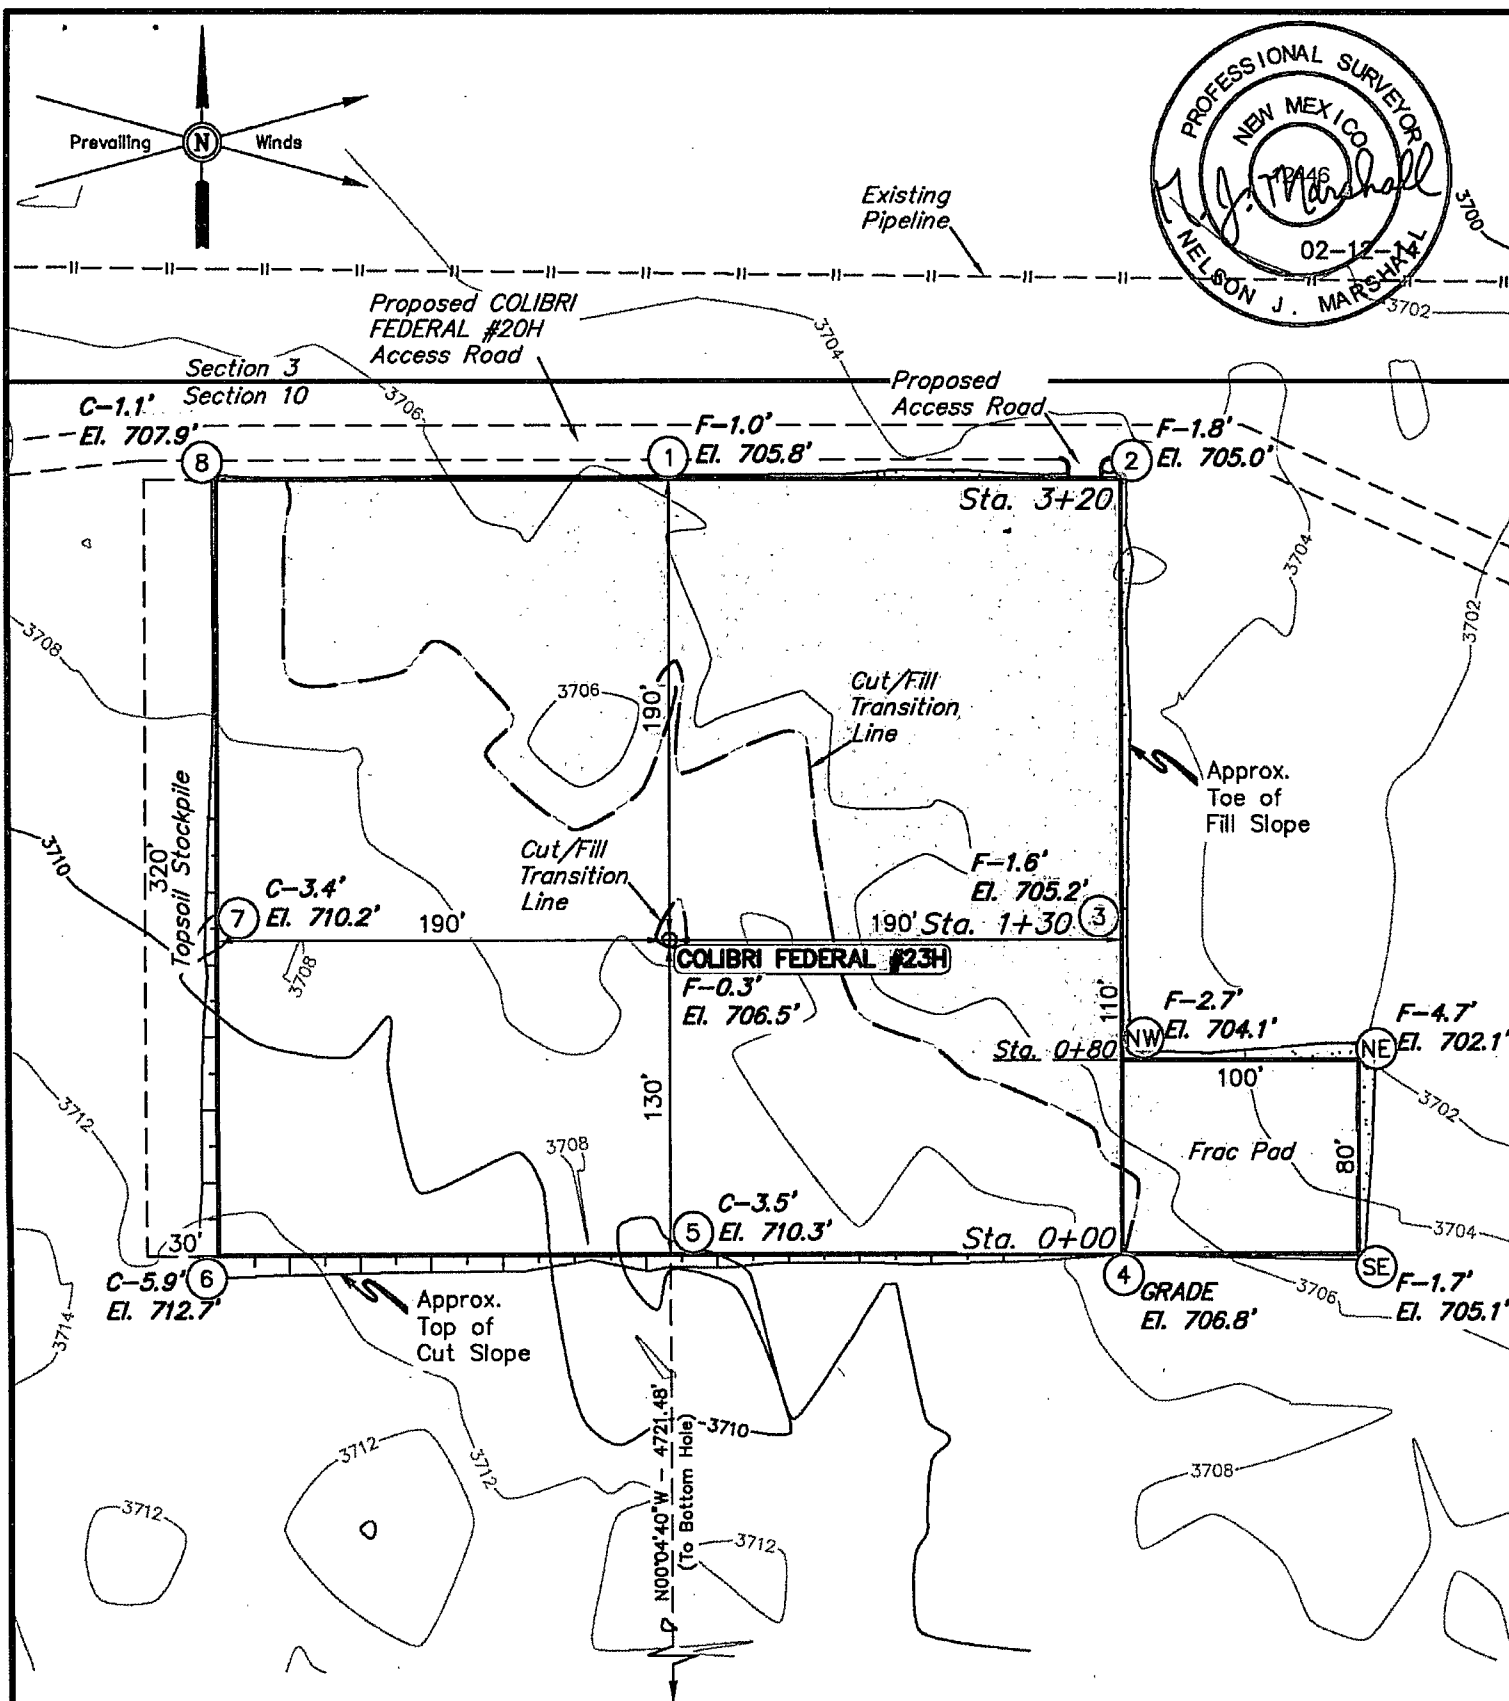 Prevailing
N
Winds
PROFESSIONAL SURVEYOR
NEW MEXICO
12446
N.J. Marshall
02-12-14
NELSON J. MARSHALL
3700
Existing
Pipeline
Proposed COLIBRI
FEDERAL #20H
Access Road
3704
3702
Section 3
Section 10
3706
Proposed
Access Road
C-1.1'
El. 707.9'
8
1
F-1.0'
El. 705.8'
2
F-1.8'
El. 705.0'
Sta. 3+20
3704
3702
3708
3706
190'
Cut/Fill
Transition
Line
Approx.
Toe of
Fill Slope
3710
320'
Topsoil Stockpile
Cut/Fill
Transition
Line
7
C-3.4'
El. 710.2'
190'
F-1.6'
El. 705.2'
190'
Sta. 1+30
3
3708
COLIBRI FEDERAL #23H
F-0.3'
El. 706.5'
110'
NW
F-2.7'
El. 704.1'
NE
F-4.7'
El. 702.1'
Sta. 0+80
100'
130'
3712
3702
3708
Frac Pad
80'
30'
5
C-3.5'
El. 710.3'
Sta. 0+00
3704
6
C-5.9'
El. 712.7'
4
GRADE
El. 706.8'
3706
SE
F-1.7'
El. 705.1'
3714
Approx.
Top of
Cut Slope
3710
3712
3712
3708
3712
N00°04'40"W - 4721.48'
(To Bottom Hole)
3712